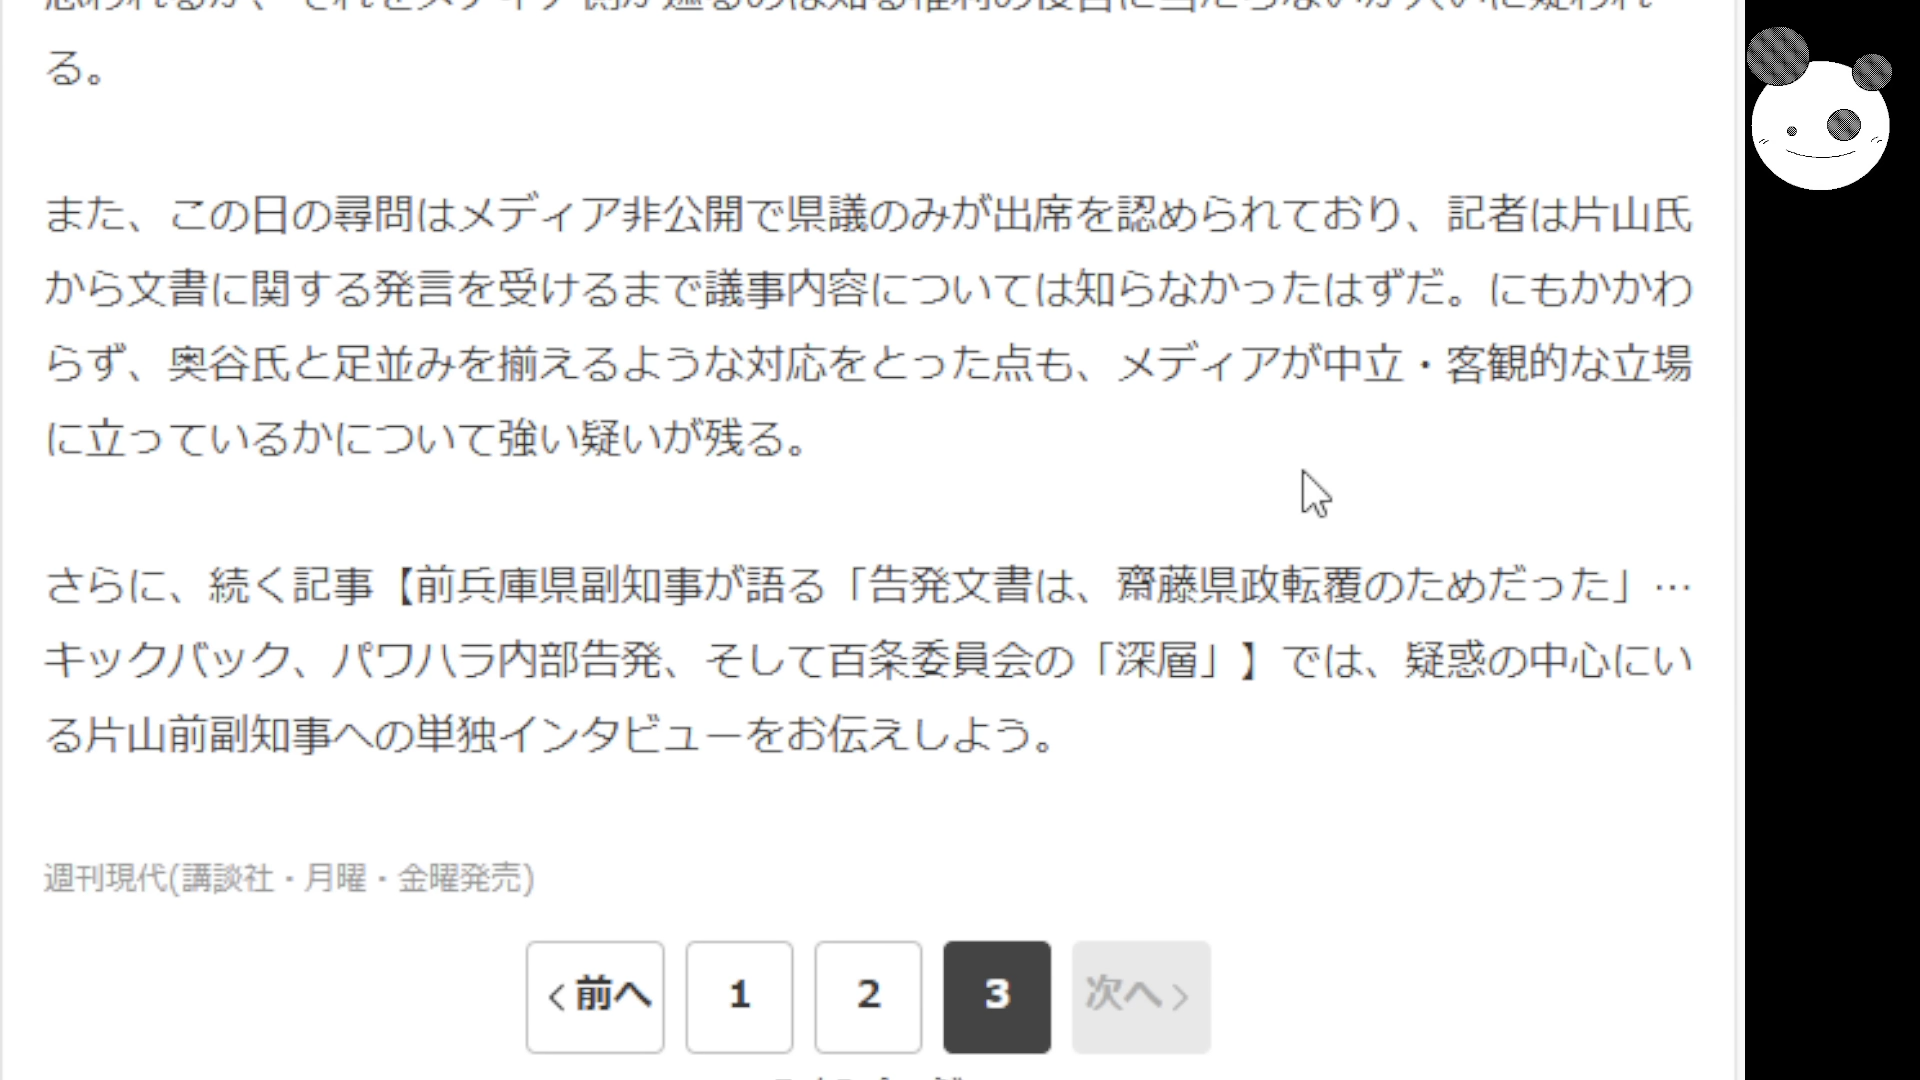 る。
また、この日の尋問はメディア非公開で県議のみが出席を認められており、記者は片山氏
から文書に関する発言を受けるまで議事内容については知らなかったはずだ。にもかかわ
らず、奥谷氏と足並みを揃えるような対応をとった点も、メディアが中立・客観的な立場
に立っているかについて強い疑いが残る。
さらに、続く記事【前兵庫県副知事が語る「告発文書は、齋藤県政転覆のためだった」…
キックバック、パワハラ内部告発、そして百条委員会の「深層」】では、疑惑の中心にい
る片山前副知事への単独インタビューをお伝えしよう。
週刊現代(講談社・月曜・金曜発売)
前へ 1 2 3 次へ